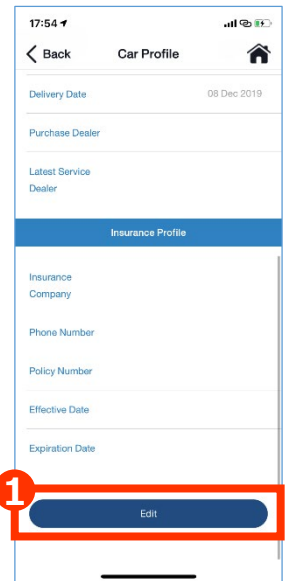 17:54
Back Car Profile
Delivery Date 08 Dec 2019
Purchase Dealer
Latest Service
Dealer
Insurance Profile
Insurance
Company
Phone Number
Policy Number
Effective Date
Expiration Date
1
Edit